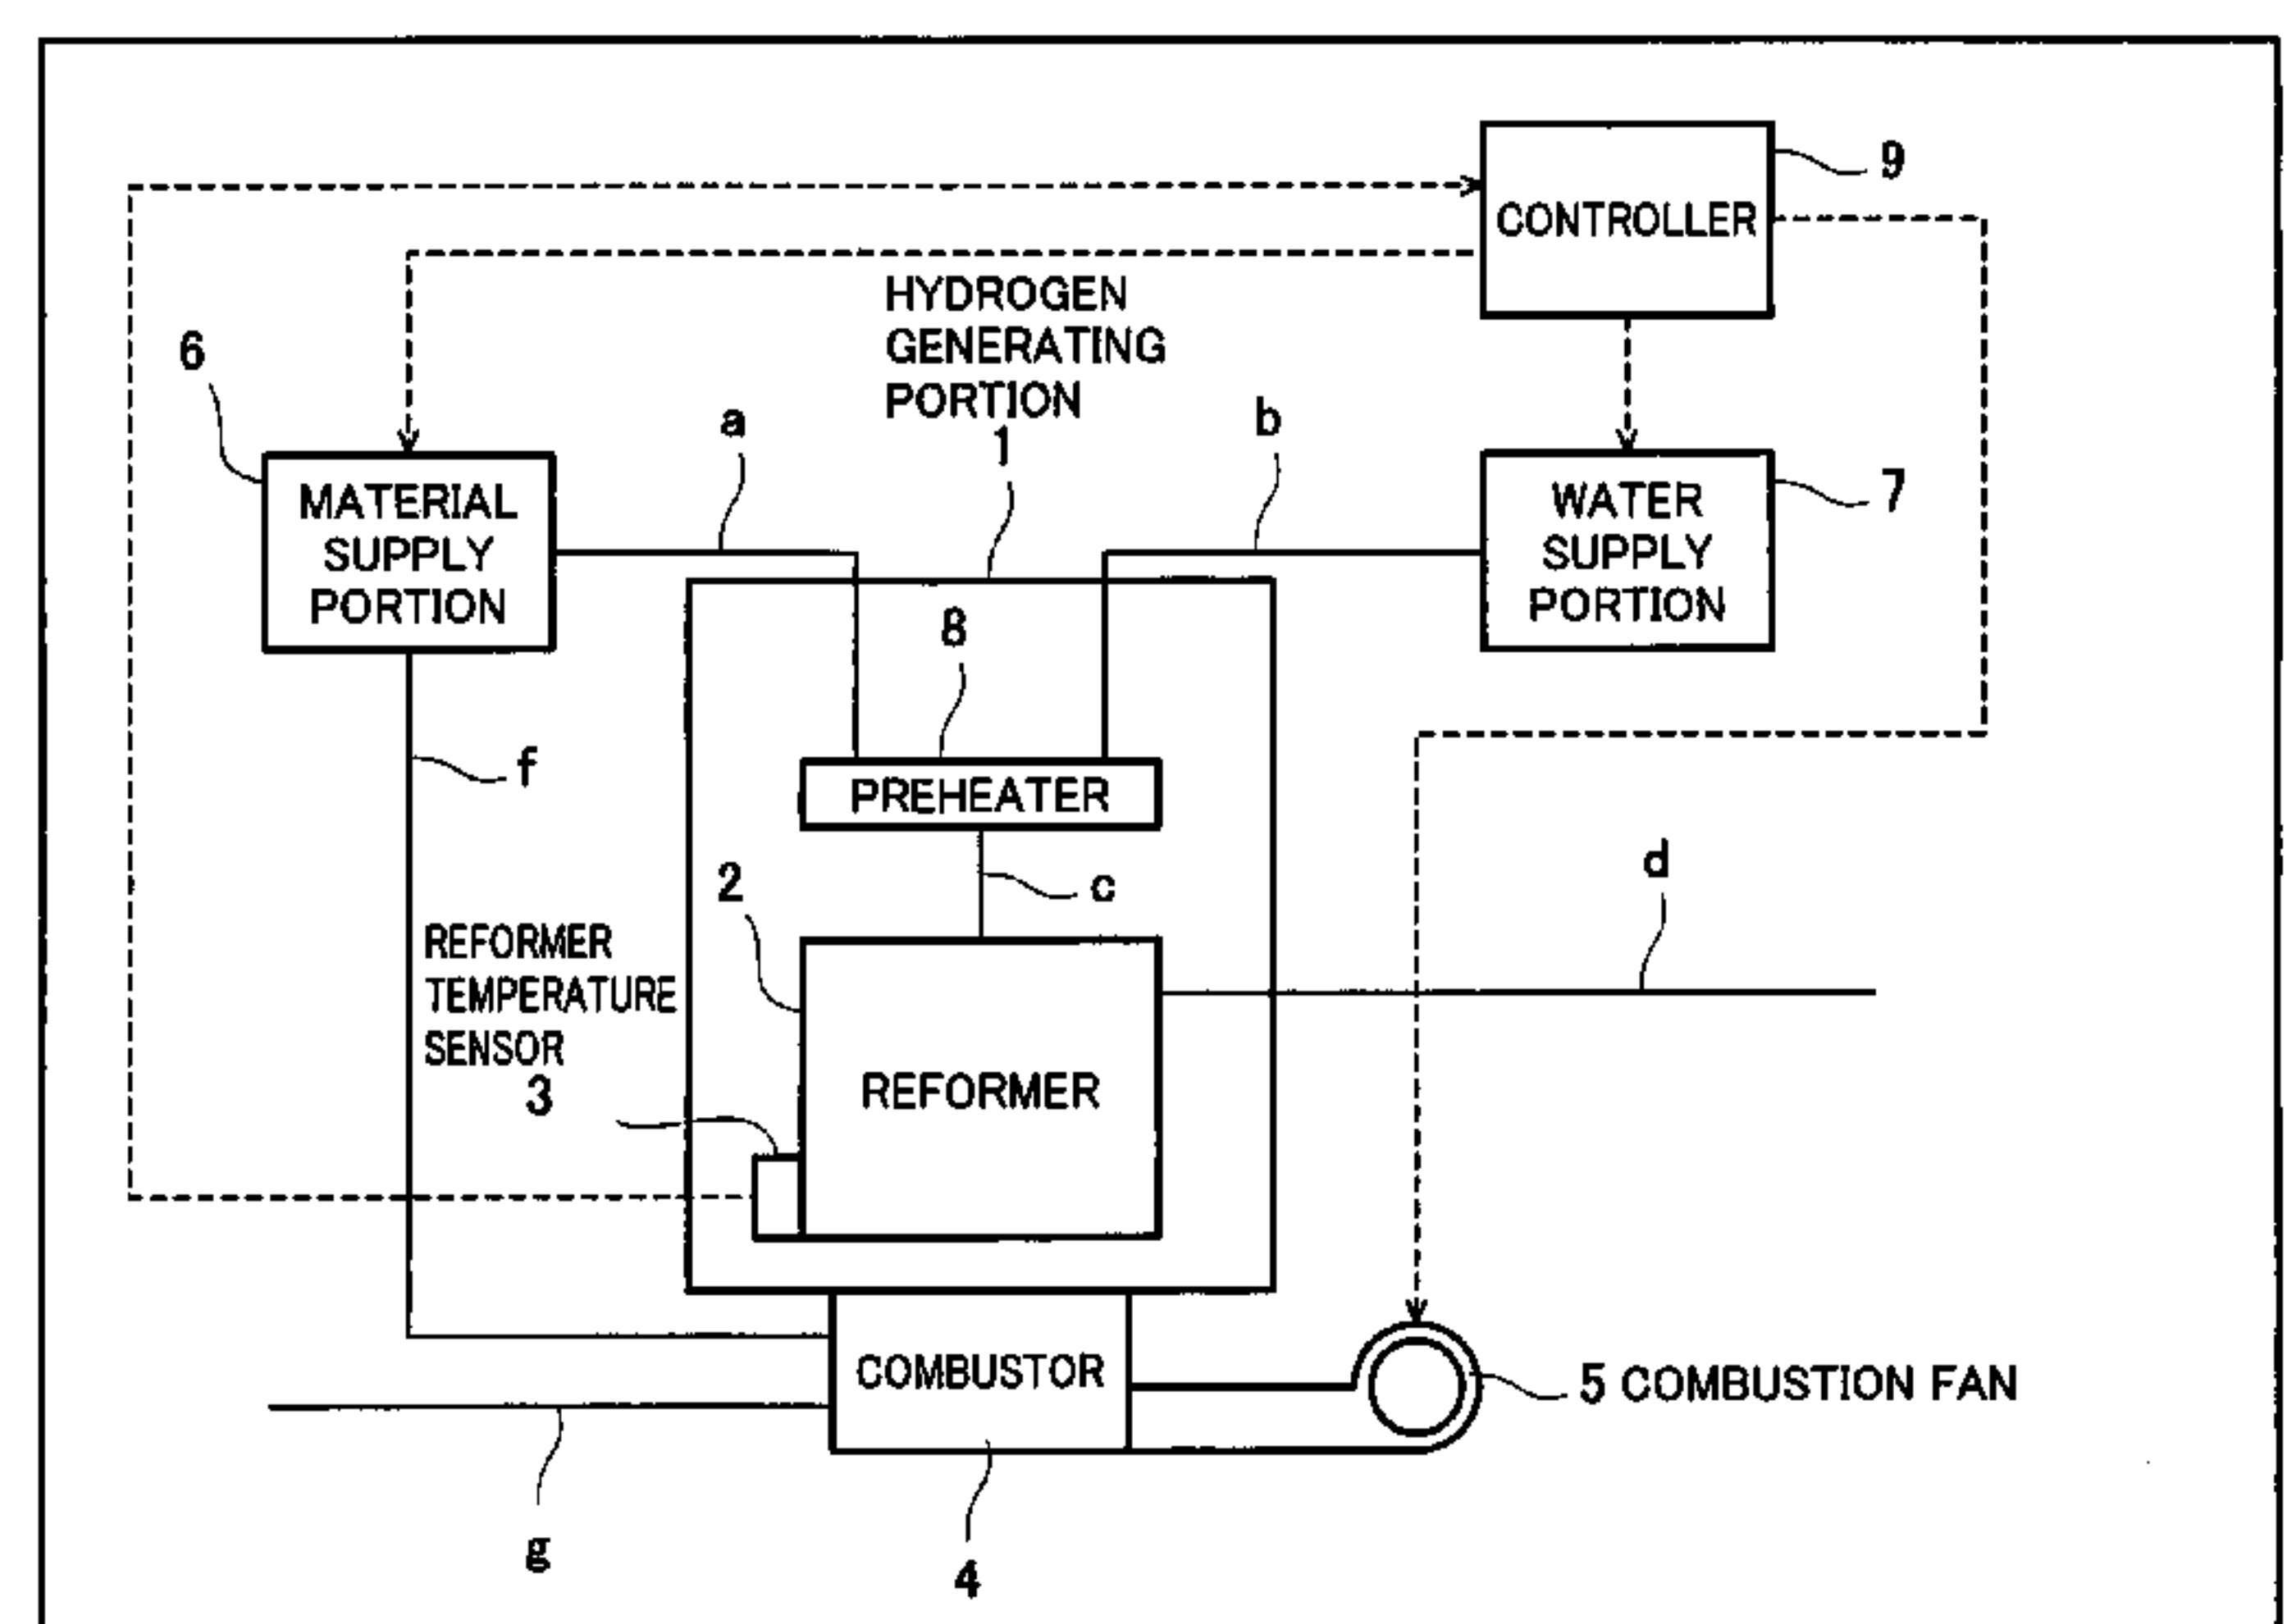 9
CONTROLLER
HYDROGEN
GENERATING
PORTION
1
6
a
b
MATERIAL
SUPPLY
PORTION
WATER
SUPPLY
PORTION
7
8
f
PREHEATER
2
c
d
REFORMER
TEMPERATURE
SENSOR
3
REFORMER
COMBUSTOR
5 COMBUSTION FAN
g
4